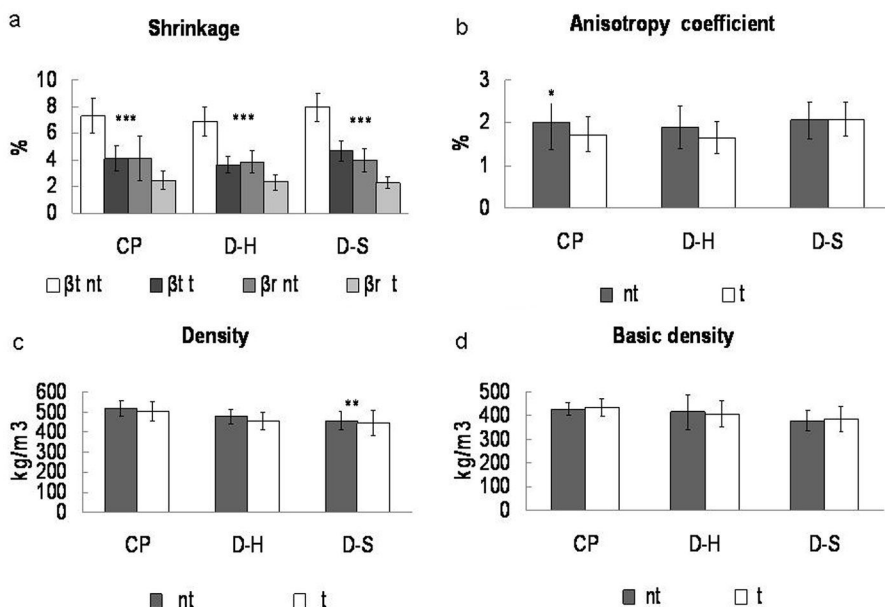 a
Shrinkage
10
8
6
4
2
0
%
***
***
***
CP D-H D-S
βt nt βt t βr nt βr t
b
Anisotropy coefficient
3
2
1
0
%
*
CP D-H D-S
nt t
c
Density
600
500
400
300
200
100
0
kg/m3
**
CP D-H D-S
nt t
d
Basic density
500
400
300
200
100
0
kg/m3
CP D-H D-S
nt t